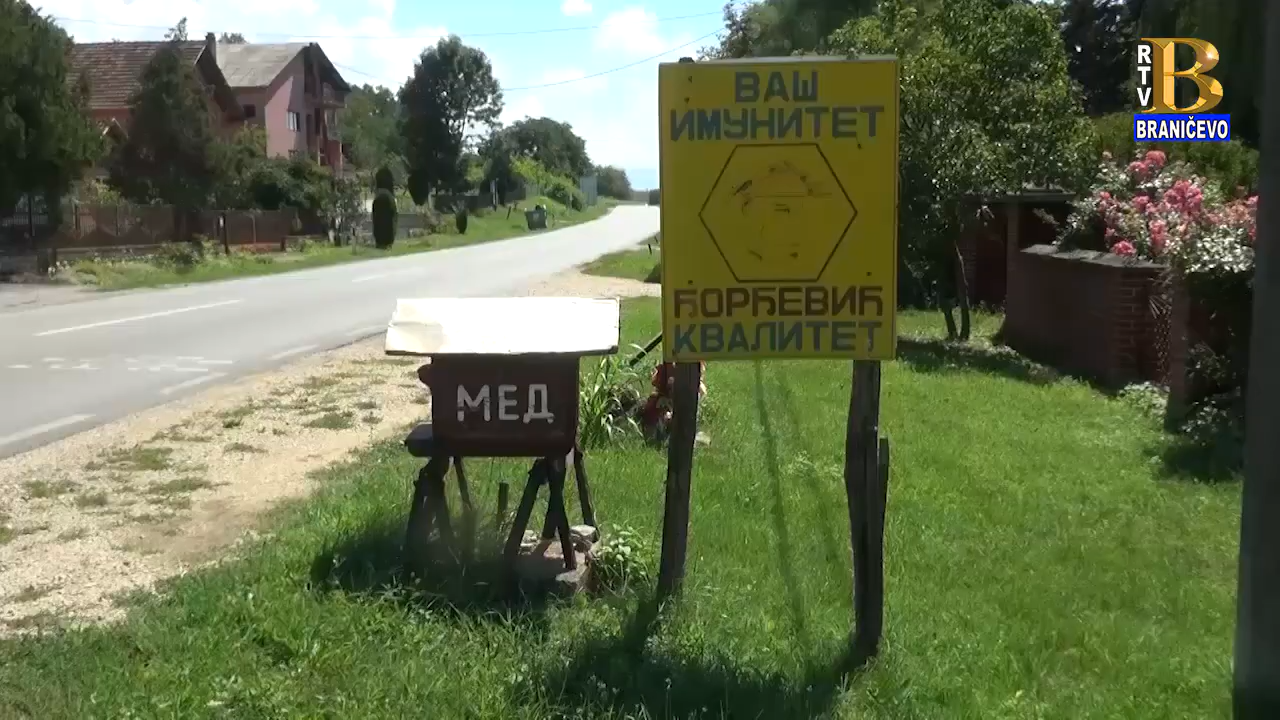 ВАШ
ИМУНИТЕТ
ЂОРЂЕВИЋ
КВАЛИТЕТ
МЕД
RTV B
BRANIČEVO